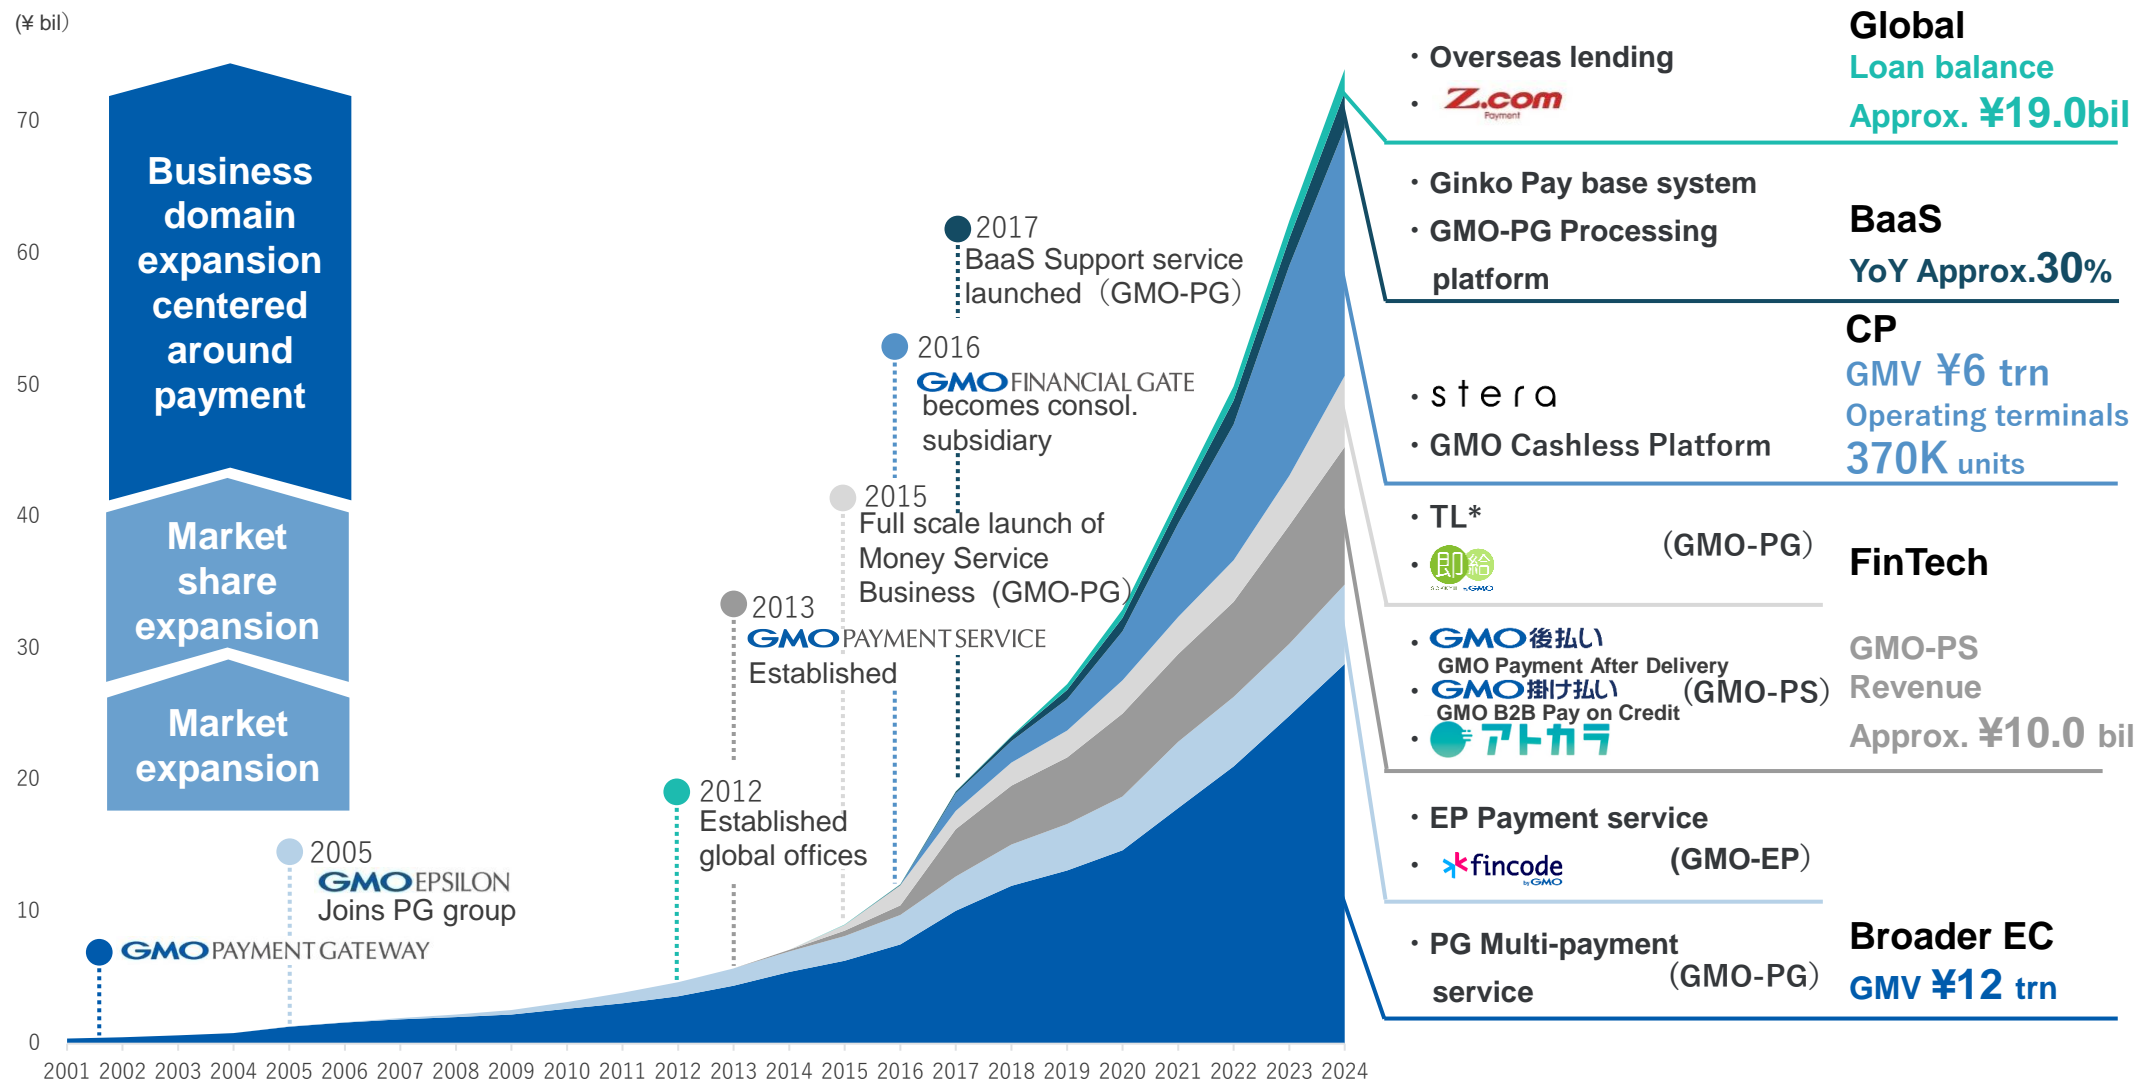 (¥ bil)
70
60
50
40
30
20
10
0
Business
domain
expansion
centered
around
payment
Market
share
expansion
Market
expansion
GMO PAYMENT GATEWAY
2005
GMO EPSILON
Joins PG group
2012
Established
global offices
2013
GMO PAYMENT SERVICE
Established
2015
Full scale launch of
Money Service
Business (GMO-PG)
2016
GMO FINANCIAL GATE
becomes consol.
subsidiary
2017
BaaS Support service
launched（GMO-PG）
2001 2002 2003 2004 2005 2006 2007 2008 2009 2010 2011 2012 2013 2014 2015 2016 2017 2018 2019 2020 2021 2022 2023 2024
・Overseas lending
・Z.com
Payment
Global
Loan balance
Approx. ¥19.0bil
・Ginko Pay base system
・GMO-PG Processing
platform
BaaS
YoY Approx.30%
・stera
・GMO Cashless Platform
CP
GMV ¥6 trn
Operating terminals
370K units
・TL*
・即給
by GMO
（GMO-PG）
FinTech
・GMO後払い
GMO Payment After Delivery
・GMO掛け払い
GMO B2B Pay on Credit
・アトカラ
（GMO-PS）
GMO-PS
Revenue
Approx. ¥10.0 bil
・EP Payment service
・fincode
by GMO
(GMO-EP）
・PG Multi-payment
service
（GMO-PG）
Broader EC
GMV ¥12 trn